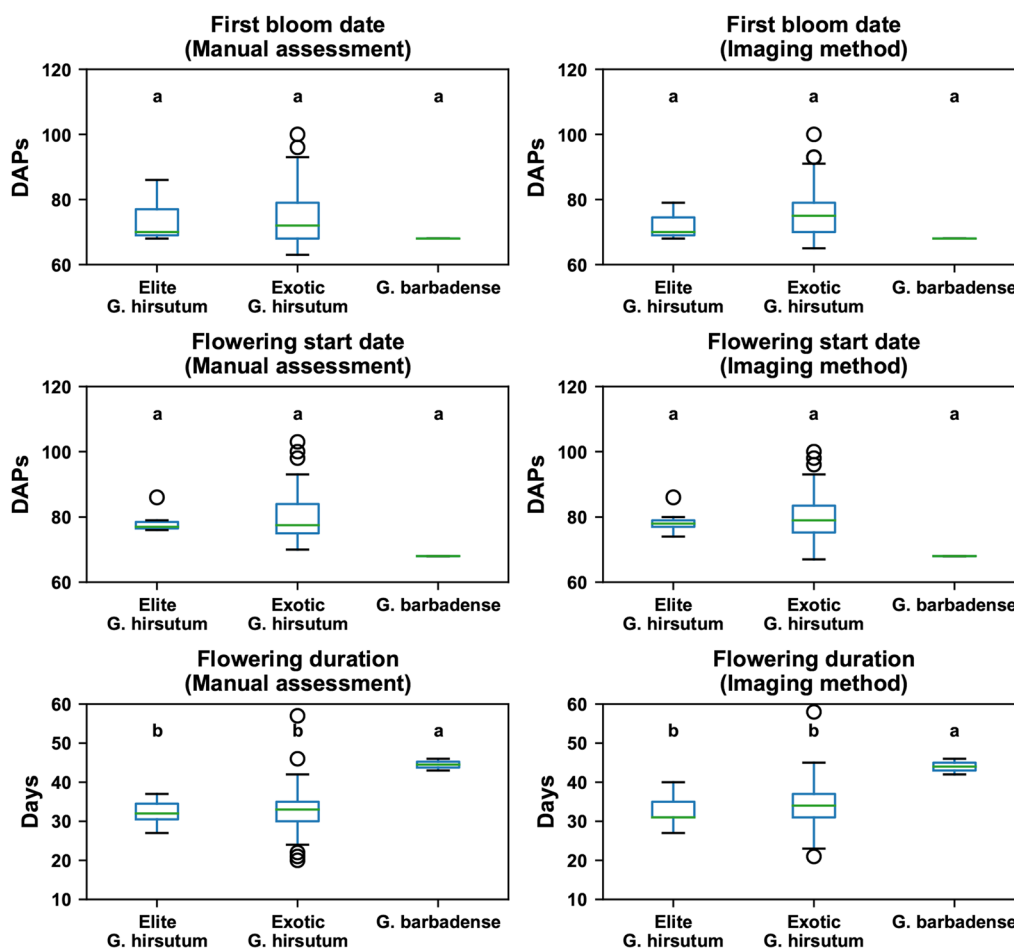 First bloom date
(Manual assessment)
120
100
80
60
DAPs
a a a
Elite
G. hirsutum
Exotic
G. hirsutum
G. barbadense
First bloom date
(Imaging method)
120
100
80
60
DAPs
a a a
Elite
G. hirsutum
Exotic
G. hirsutum
G. barbadense
Flowering start date
(Manual assessment)
120
100
80
60
DAPs
a a a
Elite
G. hirsutum
Exotic
G. hirsutum
G. barbadense
Flowering start date
(Imaging method)
120
100
80
60
DAPs
a a a
Elite
G. hirsutum
Exotic
G. hirsutum
G. barbadense
Flowering duration
(Manual assessment)
60
50
40
30
20
10
Days
b b a
Elite
G. hirsutum
Exotic
G. hirsutum
G. barbadense
Flowering duration
(Imaging method)
60
50
40
30
20
10
Days
b b a
Elite
G. hirsutum
Exotic
G. hirsutum
G. barbadense